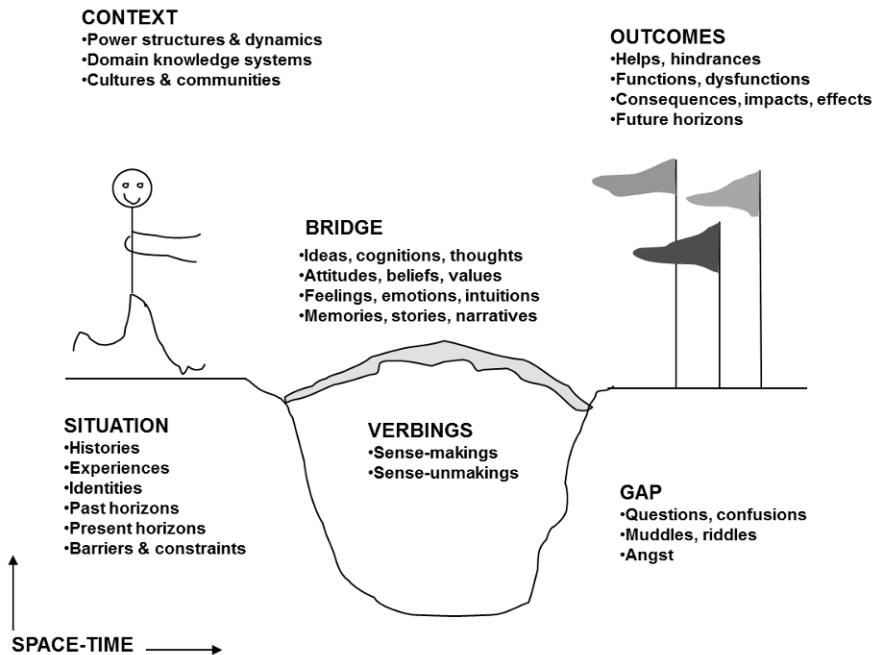 CONTEXT
•Power structures & dynamics
•Domain knowledge systems
•Cultures & communities
OUTCOMES
•Helps, hindrances
•Functions, dysfunctions
•Consequences, impacts, effects
•Future horizons
BRIDGE
•Ideas, cognitions, thoughts
•Attitudes, beliefs, values
•Feelings, emotions, intuitions
•Memories, stories, narratives
SITUATION
•Histories
•Experiences
•Identities
•Past horizons
•Present horizons
•Barriers & constraints
VERBINGS
•Sense-makings
•Sense-unmakings
GAP
•Questions, confusions
•Muddles, riddles
•Angst
SPACE-TIME